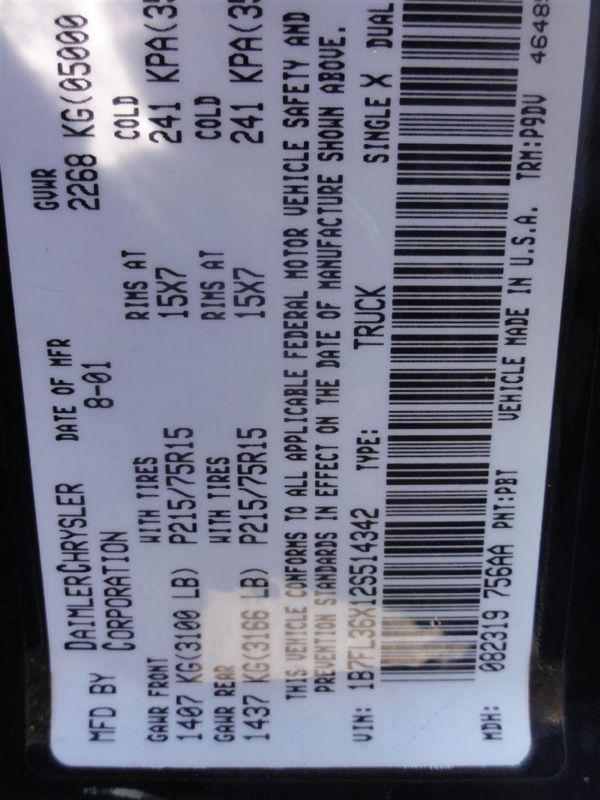 MFD BY DAIMLERCHRYSLER CORPORATION DATE OF MFR 8-01 GVWR 2268 KG(05000
GAWR FRONT WITH TIRES RIMS AT COLD
1407 KG(3100 LB) P215/75R15 15X7 241 KPA(35
GAWR REAR WITH TIRES RIMS AT COLD
1437 KG(3166 LB) P215/75R15 15X7 241 KPA(35
THIS VEHICLE CONFORMS TO ALL APPLICABLE FEDERAL MOTOR VEHICLE SAFETY AND
PREVENTION STANDARDS IN EFFECT ON THE DATE OF MANUFACTURE SHOWN ABOVE.
VIN: 1B7FL36X12S514342 TYPE: TRUCK SINGLE X DUAL
MDH: 082319 756AA PNT:PBT VEHICLE MADE IN U.S.A. TRM:P9DV 4648